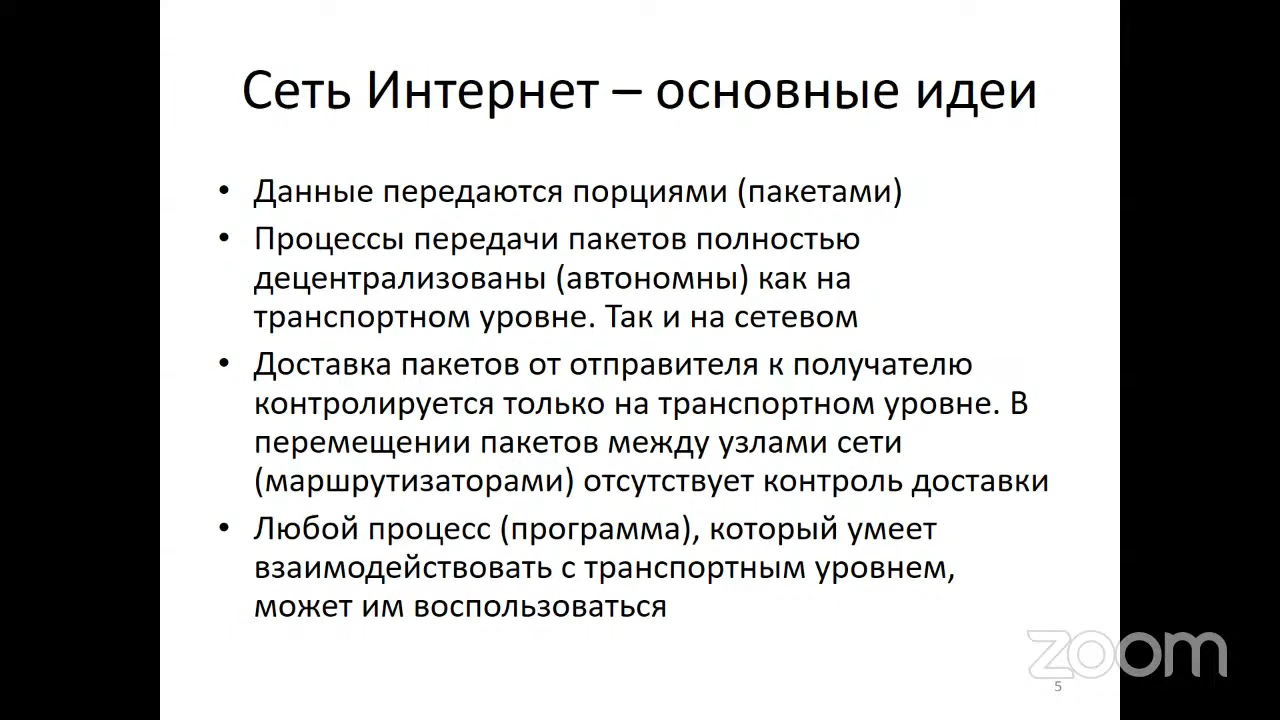 Сеть Интернет – основные идеи
• Данные передаются порциями (пакетами)
• Процессы передачи пакетов полностью
децентрализованы (автономны) как на
транспортном уровне. Так и на сетевом
• Доставка пакетов от отправителя к получателю
контролируется только на транспортном уровне. В
перемещении пакетов между узлами сети
(маршрутизаторами) отсутствует контроль доставки
• Любой процесс (программа), который умеет
взаимодействовать с транспортным уровнем,
может им воспользоваться
zoom
5